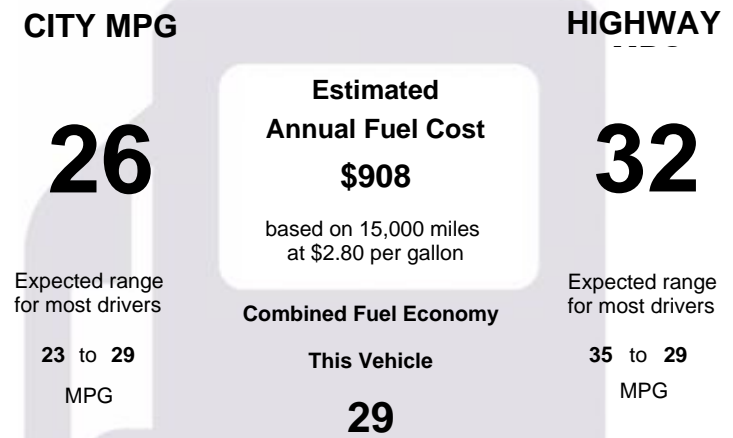 CITY MPG
26
Expected range
for most drivers
23 to 29
MPG
Estimated
Annual Fuel Cost
$908
based on 15,000 miles
at $2.80 per gallon
Combined Fuel Economy
This Vehicle
29
HIGHWAY
32
Expected range
for most drivers
35 to 29
MPG